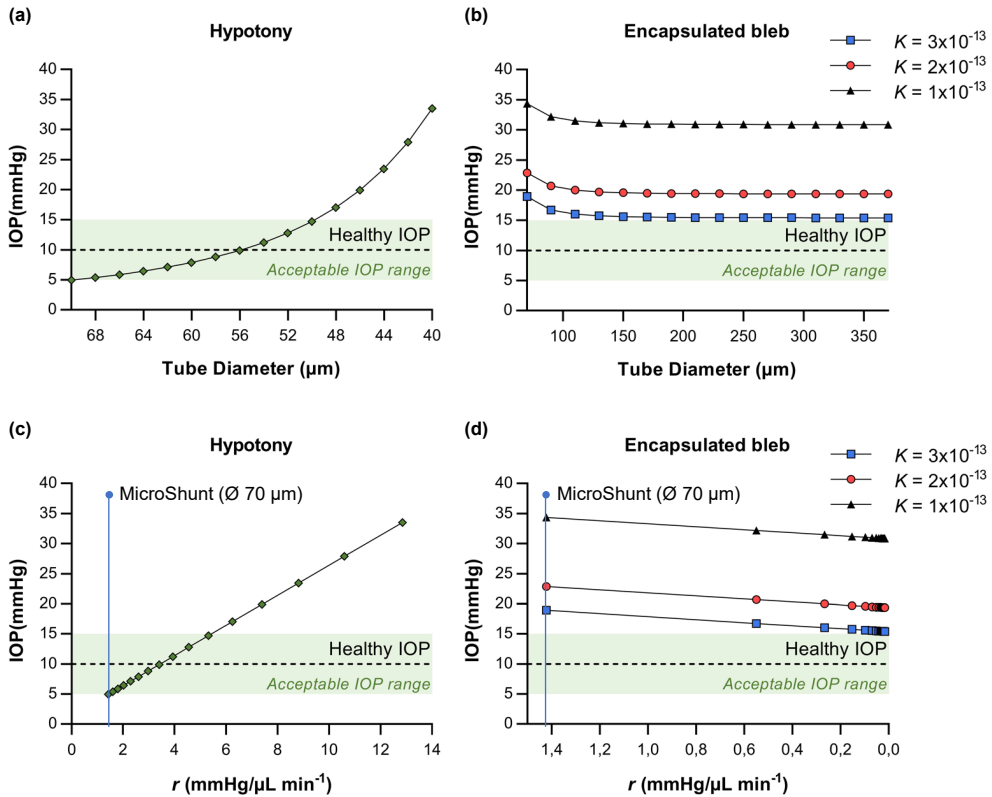 (a)
Hypotony
IOP(mmHg)
40
35
30
25
20
15
10
5
0
Healthy IOP
Acceptable IOP range
68 64 60 56 52 48 44 40
Tube Diameter (μm)
(b)
Encapsulated bleb
K = 3x10⁻¹³
K = 2x10⁻¹³
K = 1x10⁻¹³
IOP(mmHg)
40
35
30
25
20
15
10
5
0
Healthy IOP
Acceptable IOP range
100 150 200 250 300 350
Tube Diameter (μm)
(c)
Hypotony
MicroShunt (Ø 70 μm)
IOP(mmHg)
40
35
30
25
20
15
10
5
0
Healthy IOP
Acceptable IOP range
0 2 4 6 8 10 12 14
r (mmHg/μL min⁻¹)
(d)
Encapsulated bleb
K = 3x10⁻¹³
K = 2x10⁻¹³
K = 1x10⁻¹³
MicroShunt (Ø 70 μm)
IOP(mmHg)
40
35
30
25
20
15
10
5
0
Healthy IOP
Acceptable IOP range
1,4 1,2 1,0 0,8 0,6 0,4 0,2 0,0
r (mmHg/μL min⁻¹)